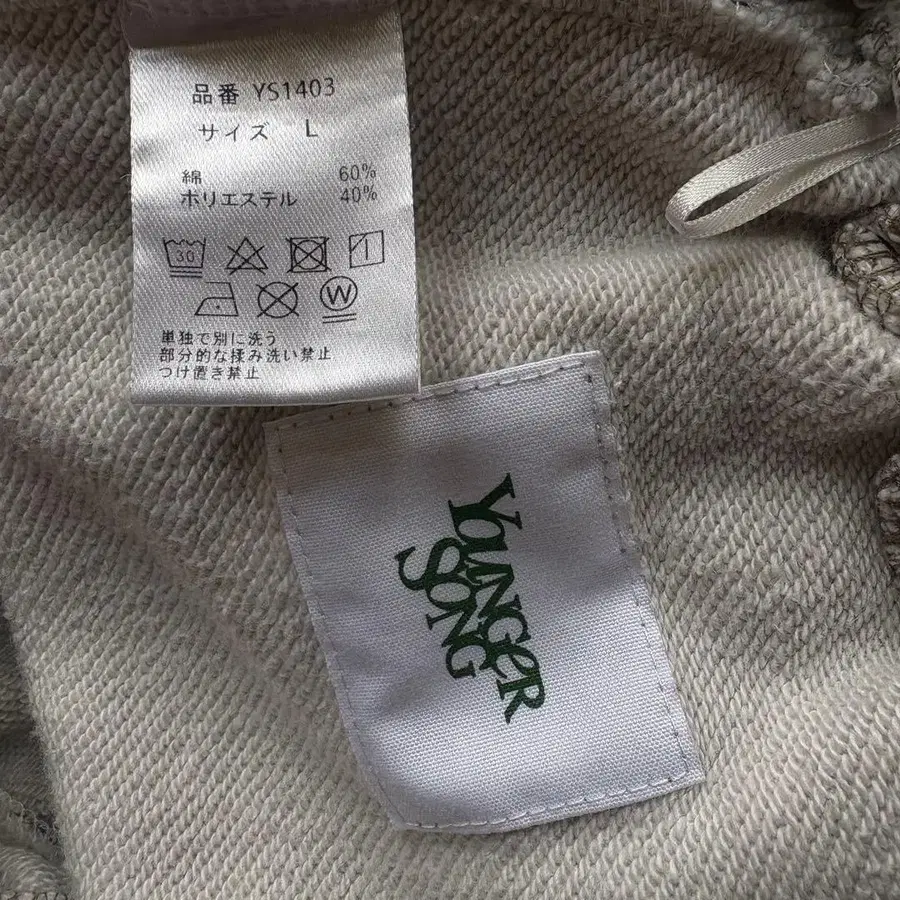 品番 YS1403
サイズ L
綿 60%
ポリエステル 40%
30
W
単独で別に洗う
部分的な揉み洗い禁止
つけ置き禁止
YOUNGER
SONG